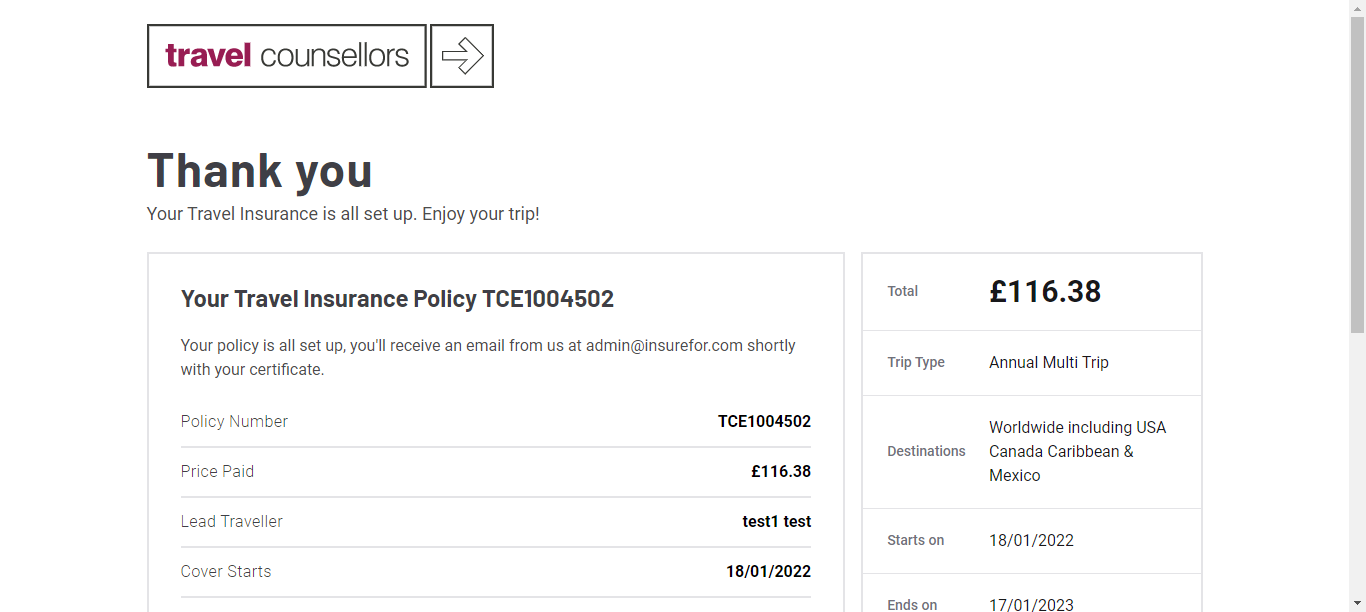 travel counsellors
Thank you
Your Travel Insurance is all set up. Enjoy your trip!
Your Travel Insurance Policy TCE1004502
Your policy is all set up, you'll receive an email from us at admin@insurefor.com shortly
with your certificate.
Policy Number TCE1004502
Price Paid £116.38
Lead Traveller test1 test
Cover Starts 18/01/2022
Total £116.38
Trip Type Annual Multi Trip
Destinations Worldwide including USA
Canada Caribbean &
Mexico
Starts on 18/01/2022
Ends on 17/01/2023